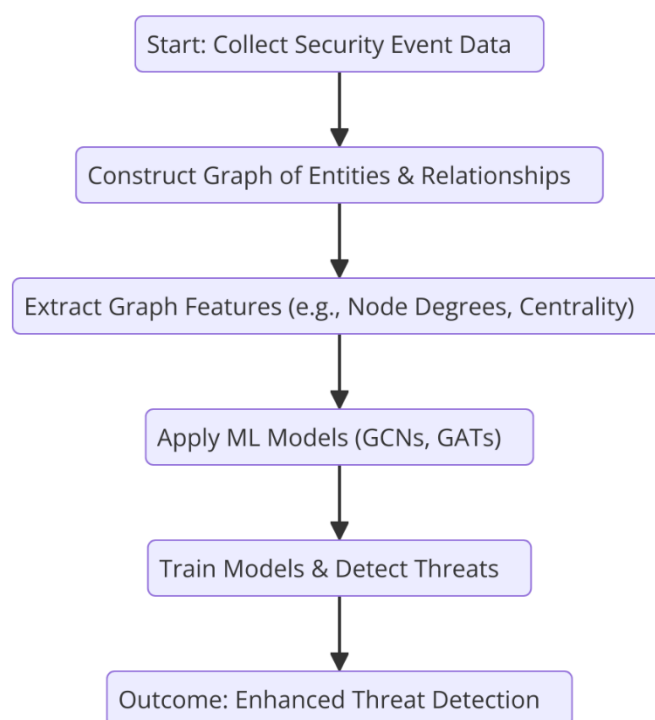 Start: Collect Security Event Data
Construct Graph of Entities & Relationships
Extract Graph Features (e.g., Node Degrees, Centrality)
Apply ML Models (GCNs, GATs)
Train Models & Detect Threats
Outcome: Enhanced Threat Detection